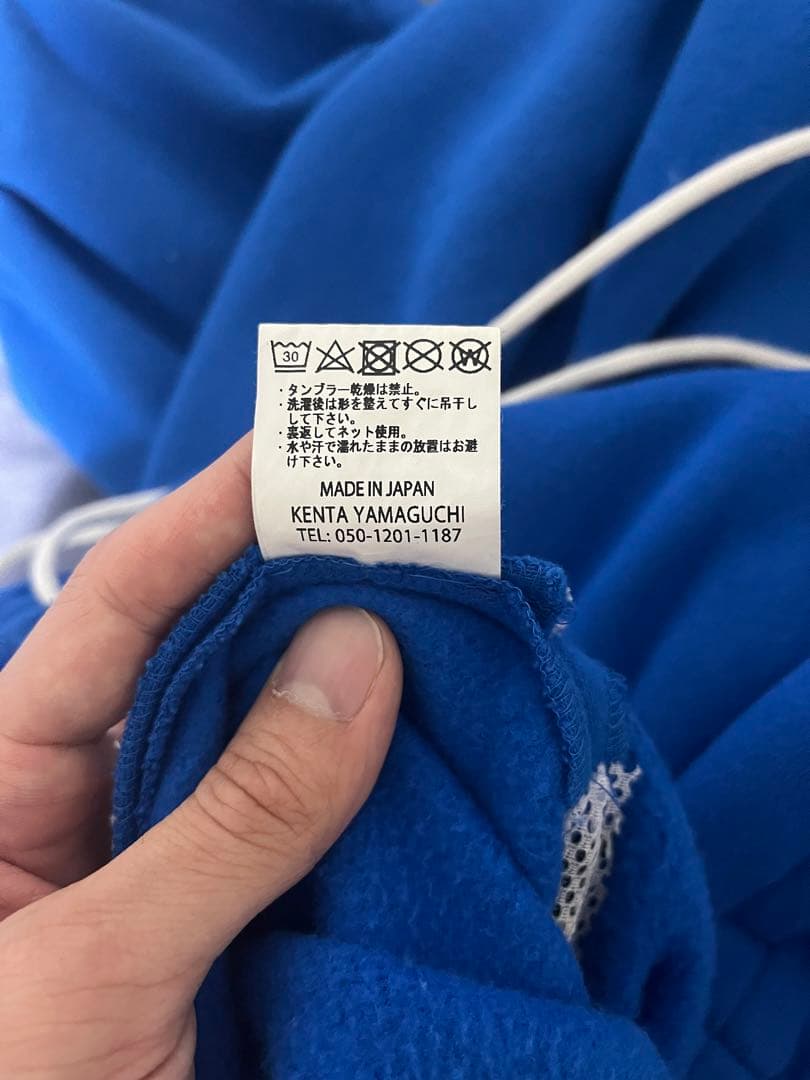 30
W
・タンブラー乾燥は禁止。
・洗濯後は形を整えてすぐに吊干し
して下さい。
・裏返してネット使用。
・水や汗で濡れたままの放置はお避
け下さい。
MADE IN JAPAN
KENTA YAMAGUCHI
TEL: 050-1201-1187